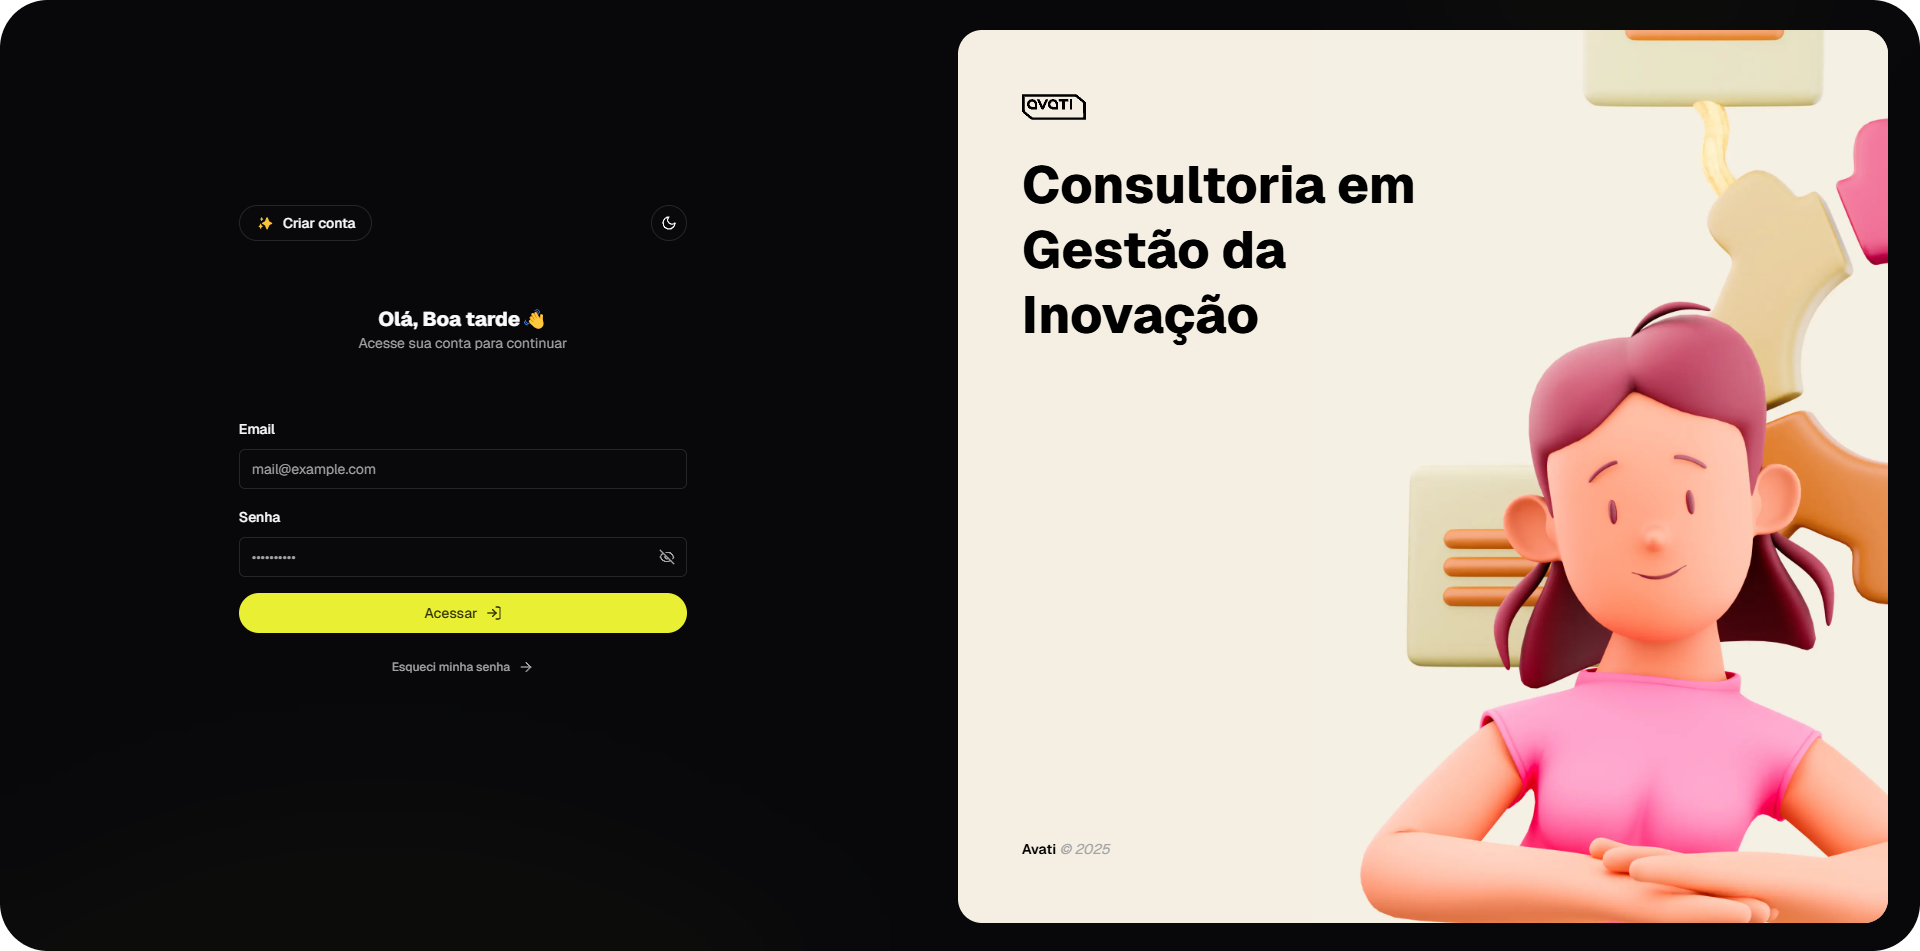 Criar conta
Olá, Boa tarde 👋
Acesse sua conta para continuar
Email
mail@example.com
Senha
••••••••••
Acessar
Esqueci minha senha
avati
Consultoria em
Gestão da
Inovação
Avati © 2025